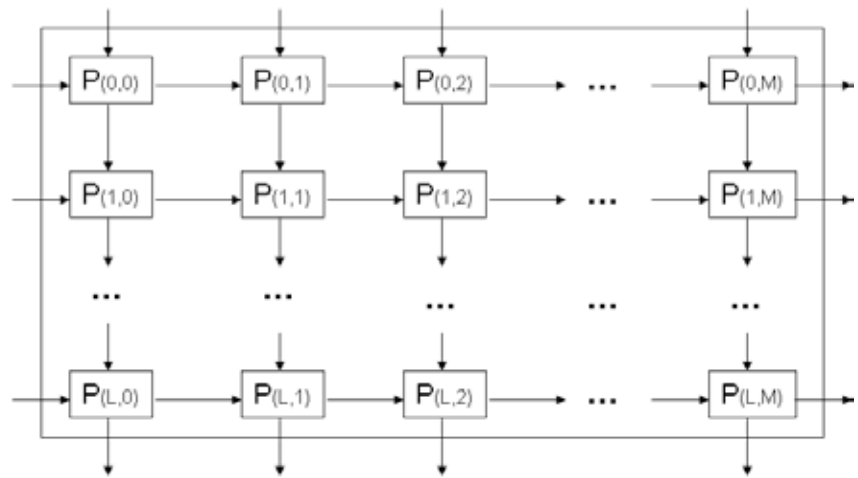 P(0,0) P(0,1) P(0,2) ... P(0,M)
P(1,0) P(1,1) P(1,2) ... P(1,M)
... ... ... ... ...
P(L,0) P(L,1) P(L,2) ... P(L,M)